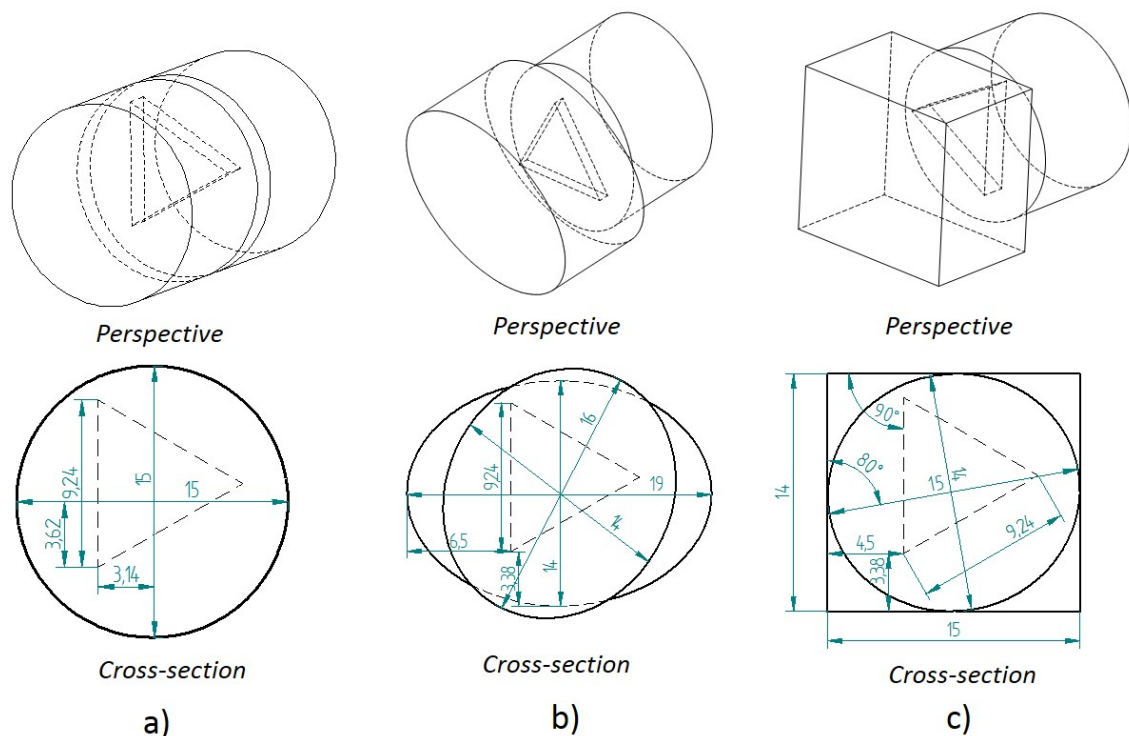 Perspective
Perspective
Perspective
9,24
3,62
3,14
15
15
Cross-section
a)
9,24
6,5
3,38
14
16
14
19
Cross-section
b)
14
90°
80°
15
14
4,5
3,38
9,24
15
Cross-section
c)